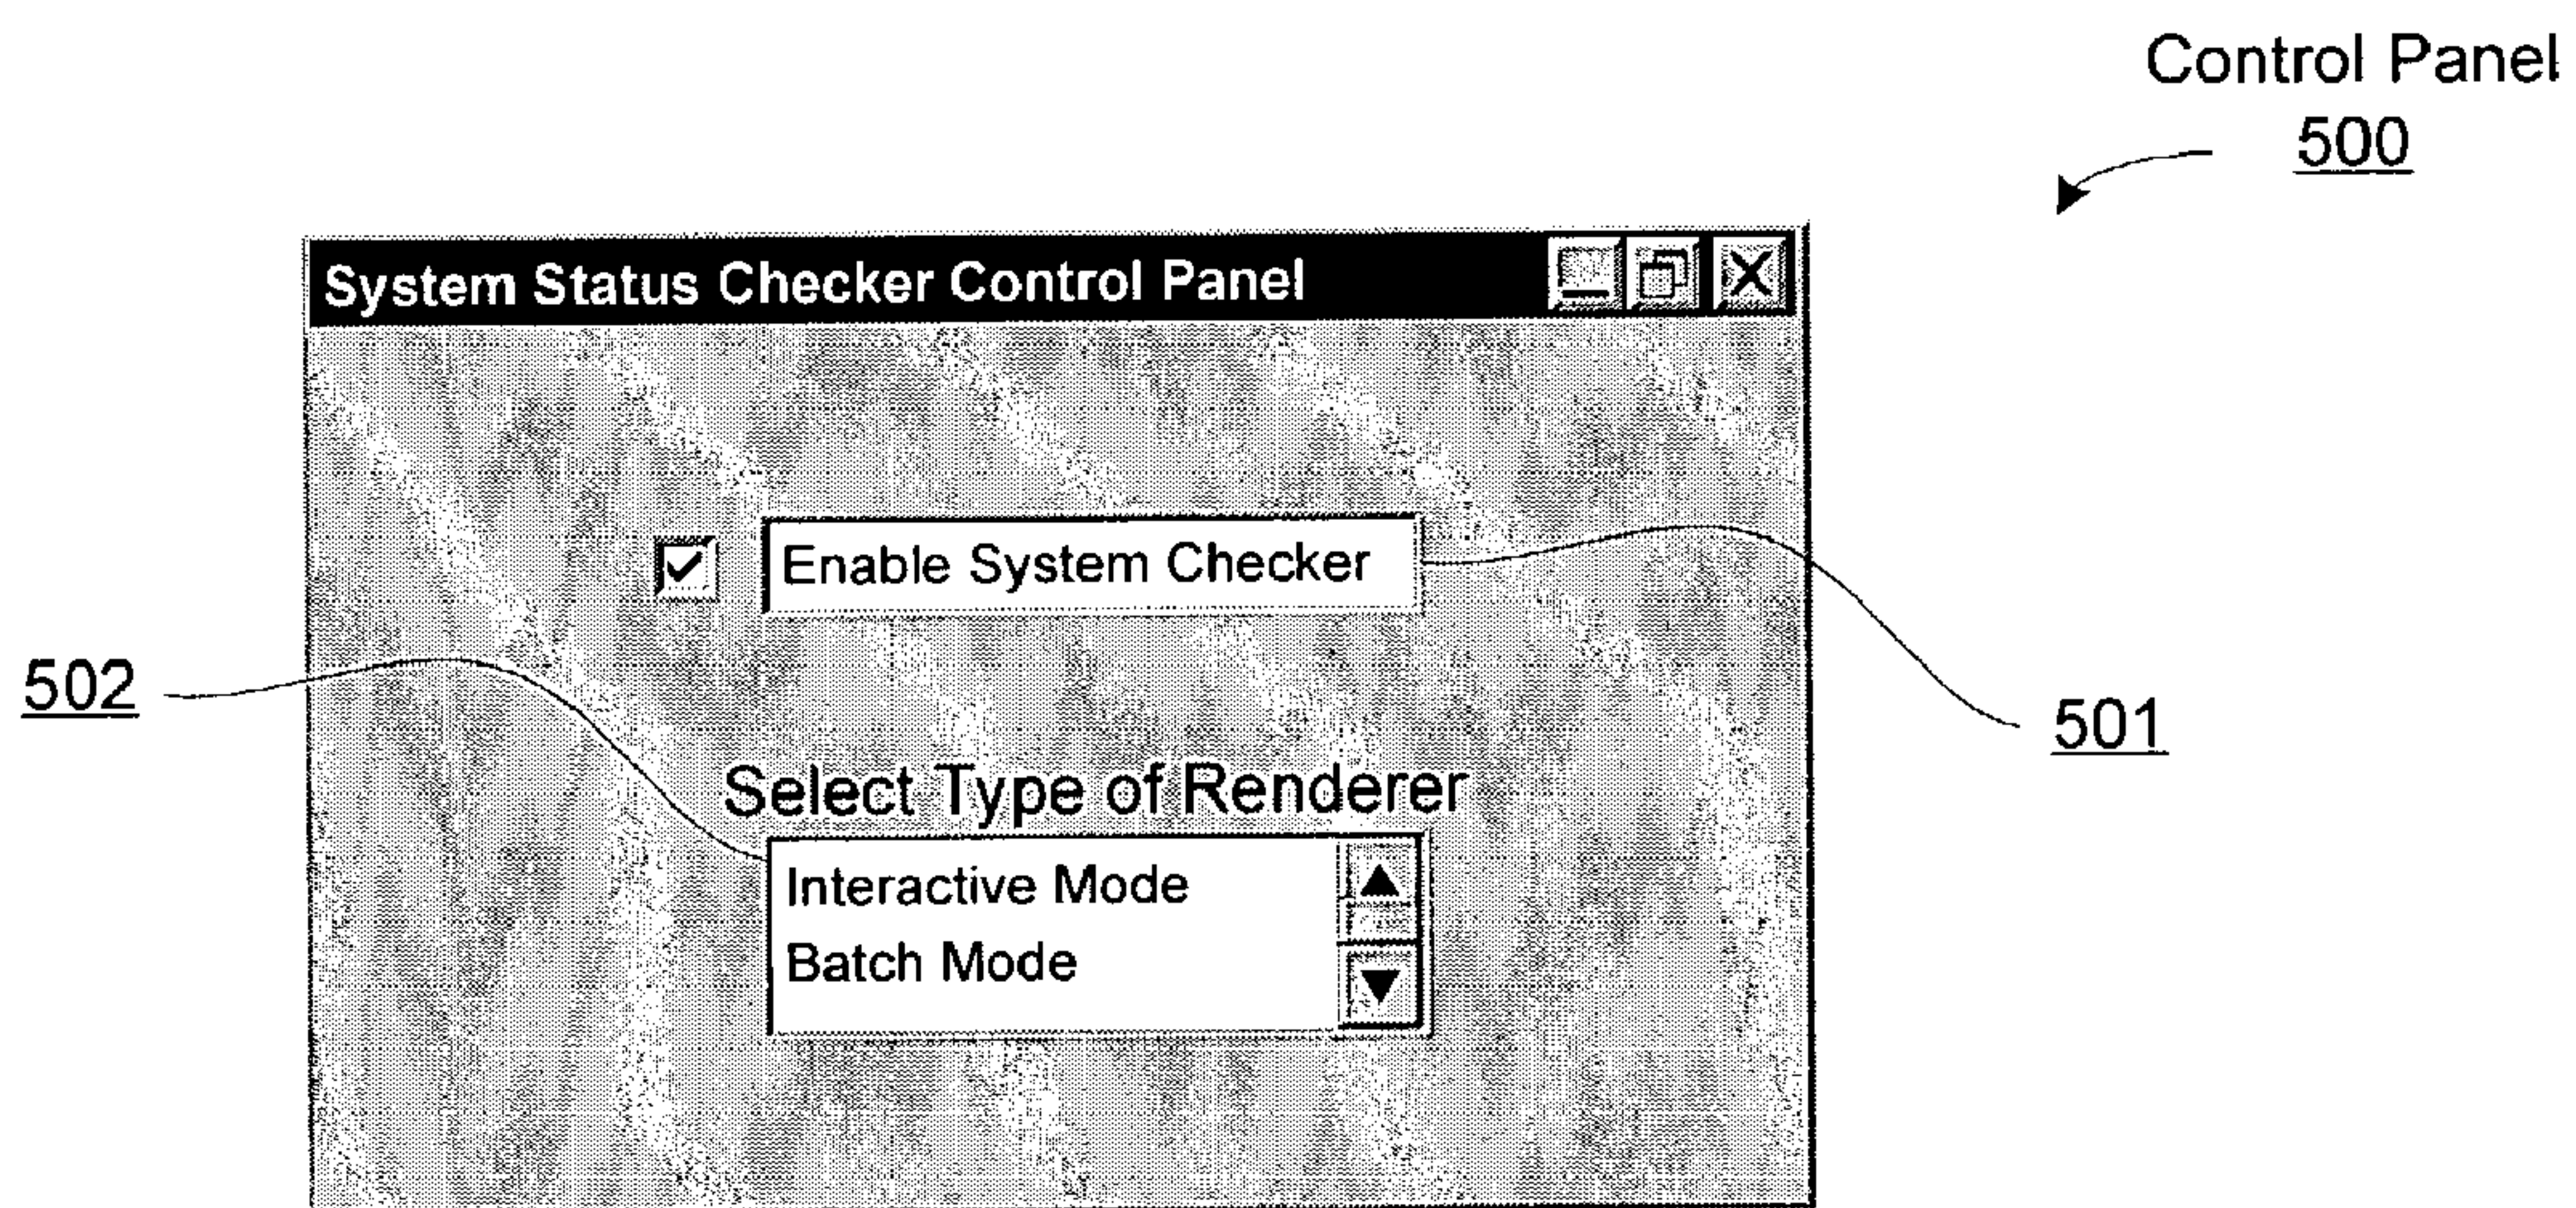 Control Panel
500
System Status Checker Control Panel
Enable System Checker
502
501
Select Type of Renderer
Interactive Mode
Batch Mode